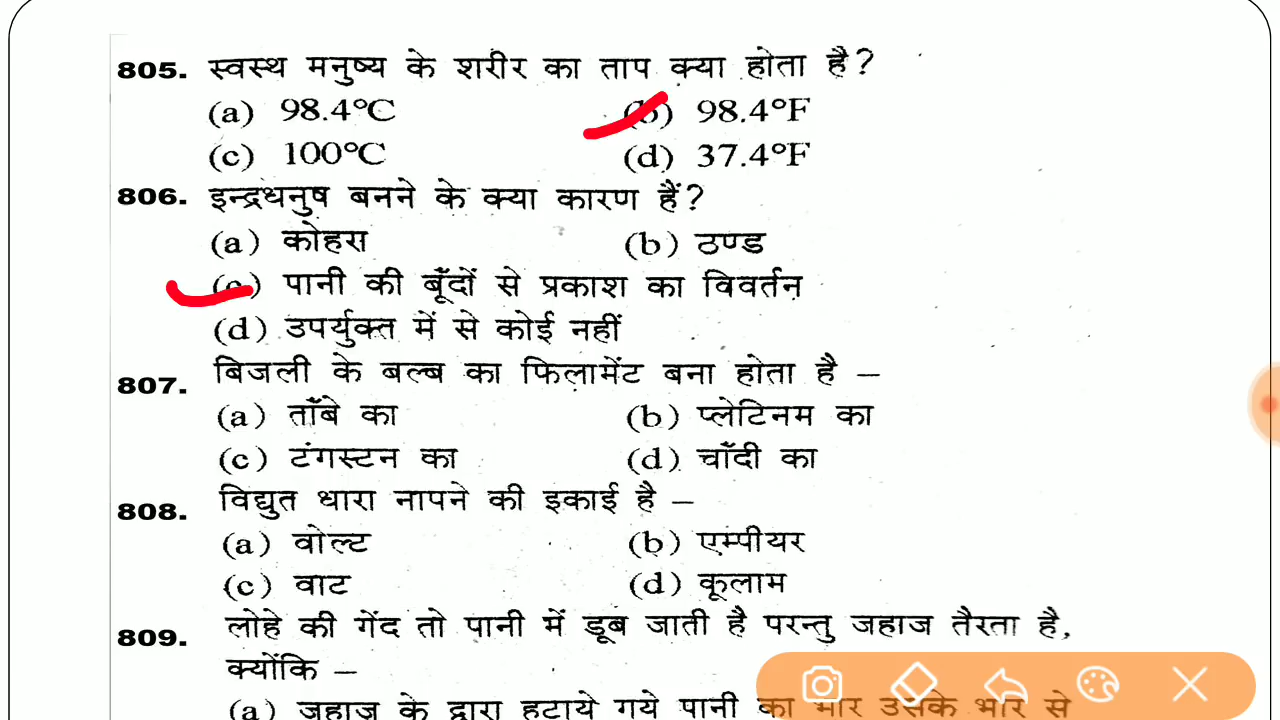 805. स्वस्थ मनुष्य के शरीर का ताप क्या होता है?
(a) 98.4°C (b) 98.4°F
(c) 100°C (d) 37.4°F
806. इन्द्रधनुष बनने के क्या कारण हैं?
(a) कोहरा (b) ठण्ड
(c) पानी की बूँदों से प्रकाश का विवर्तन
(d) उपर्युक्त में से कोई नहीं
807. बिजली के बल्ब का फिलामेंट बना होता है –
(a) ताँबे का (b) प्लेटिनम का
(c) टंगस्टन का (d) चाँदी का
808. विद्युत धारा नापने की इकाई है –
(a) वोल्ट (b) एम्पीयर
(c) वाट (d) कूलाम
809. लोहे की गेंद तो पानी में डूब जाती है परन्तु जहाज तैरता है,
क्योंकि –
(a) जहाज के द्वारा हटाये गये पानी का भार उसके भार से